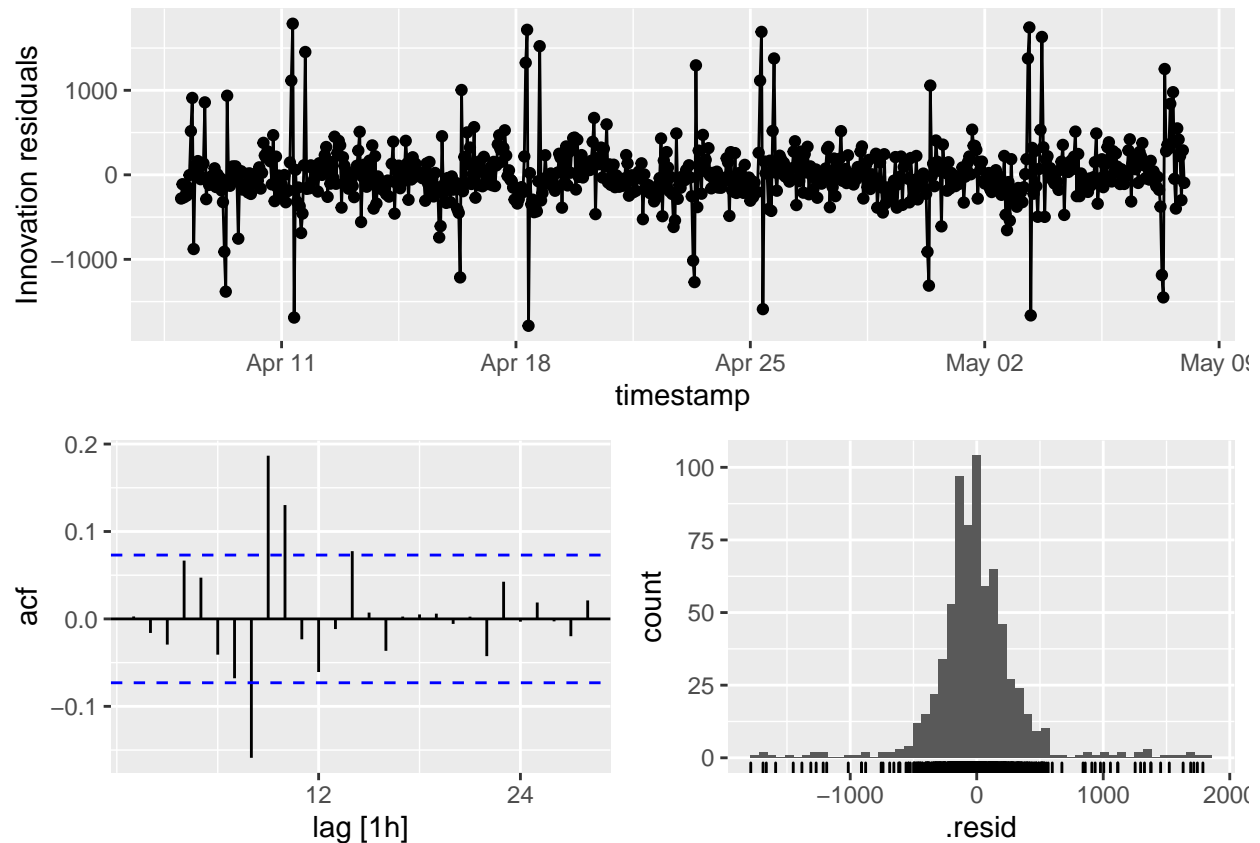 Innovation residuals
1000
0
−1000
Apr 11
Apr 18
Apr 25
May 02
May 09
timestamp
acf
0.2
0.1
0.0
−0.1
12
24
lag [1h]
count
100
75
50
25
0
−1000
0
1000
2000
.resid